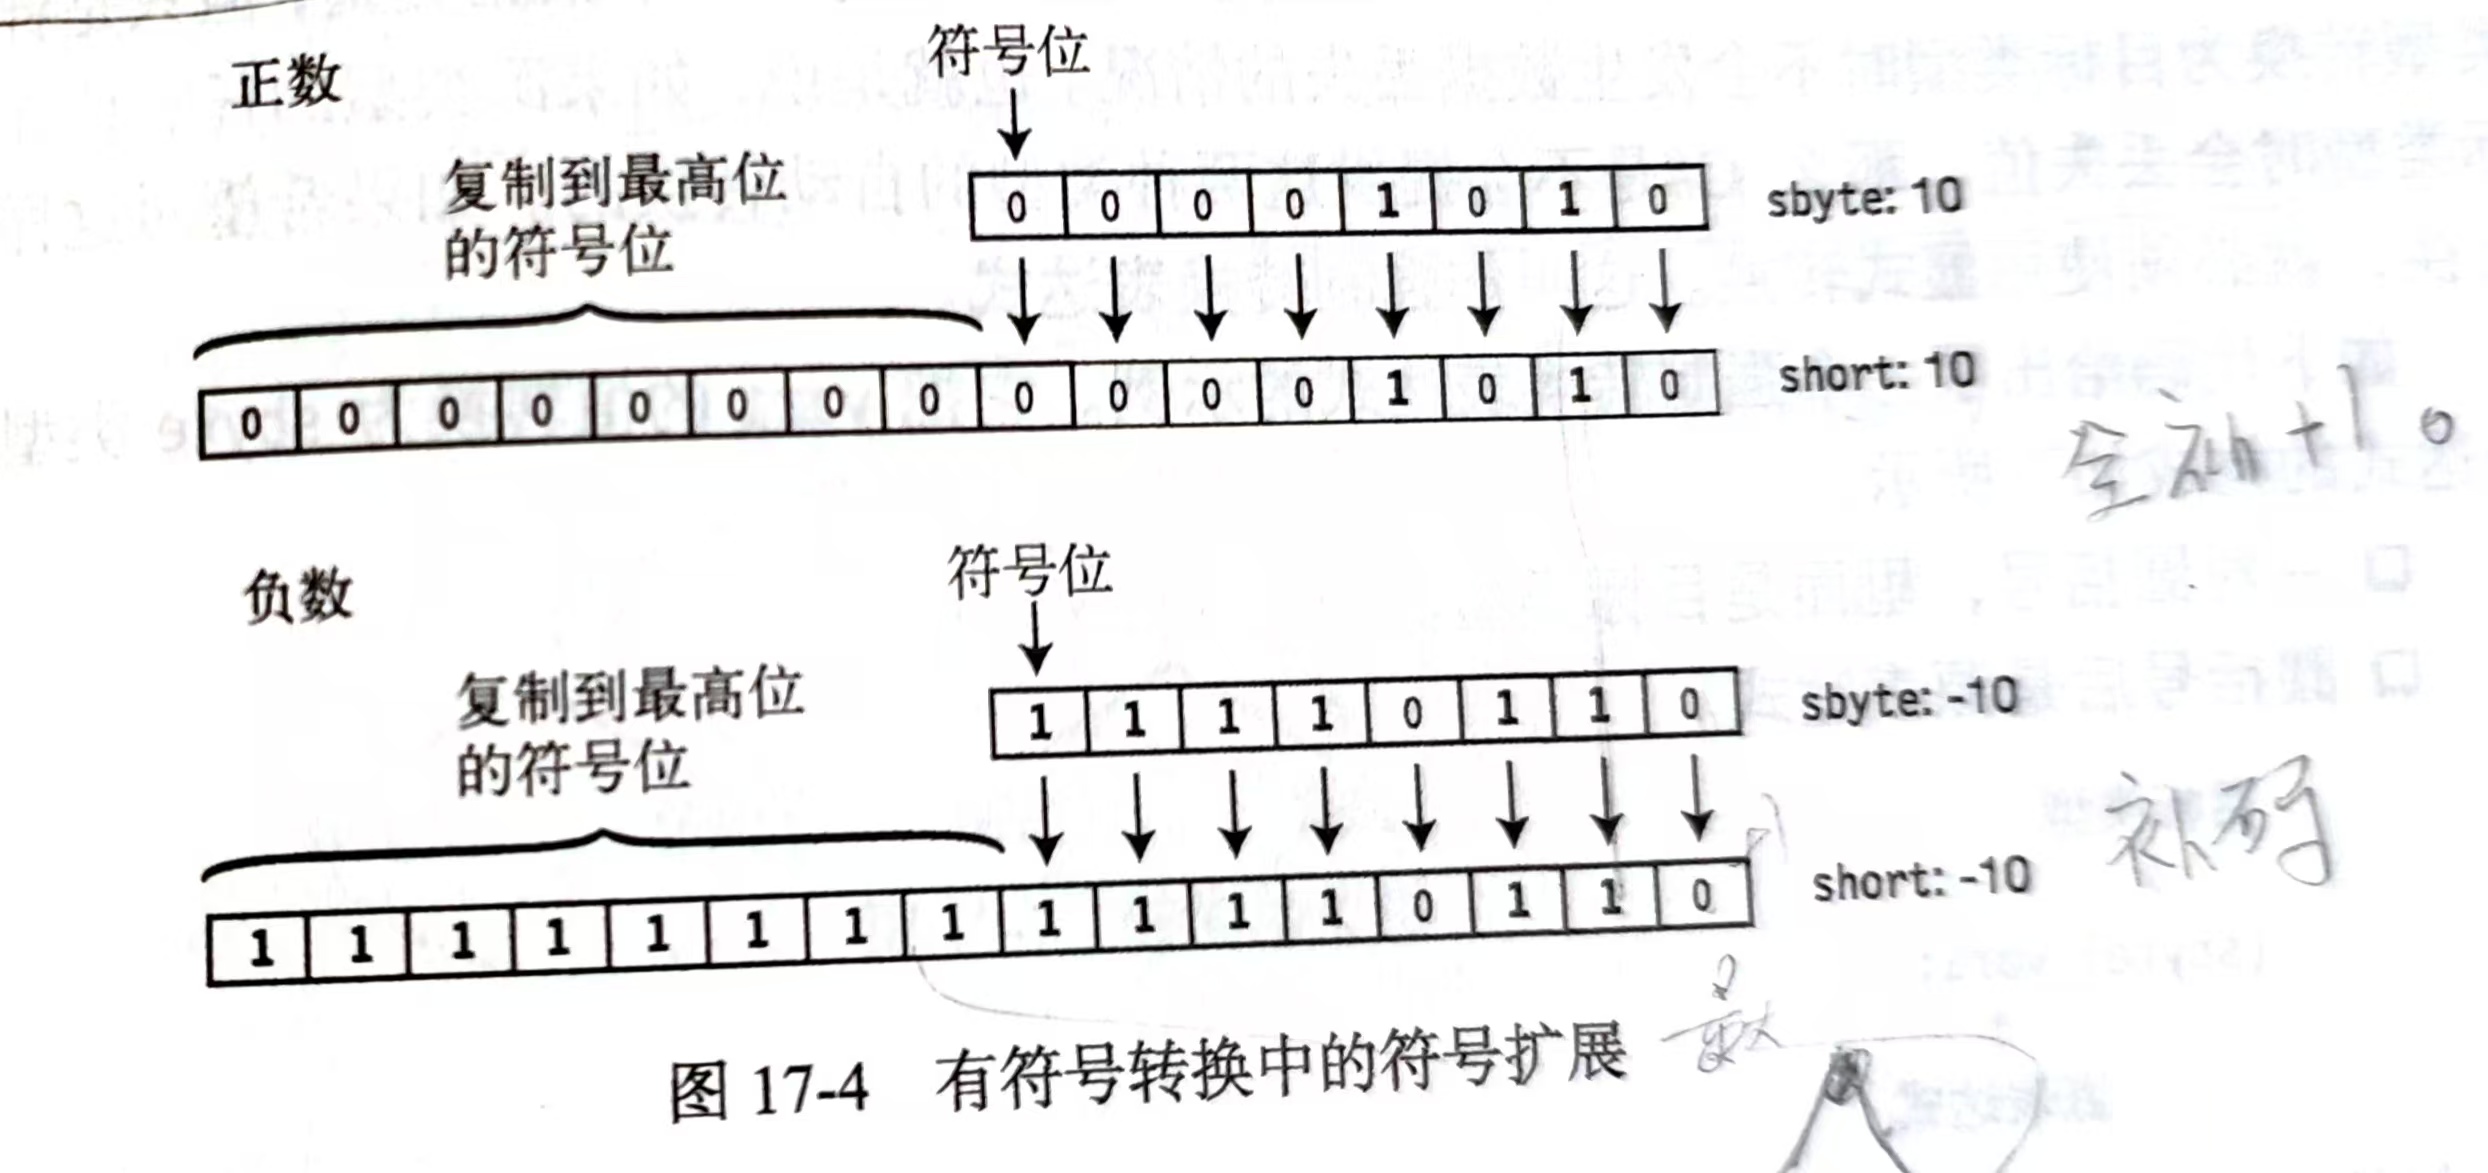 正数
符号位
复制到最高位
的符号位
0 0 0 0 1 0 1 0 sbyte: 10
0 0 0 0 0 0 0 0 0 0 0 0 1 0 1 0 short: 10
全补+1。
负数
符号位
复制到最高位
的符号位
1 1 1 1 0 1 1 0 sbyte: -10
1 1 1 1 1 1 1 1 1 1 1 1 0 1 1 0 short: -10
补码
图 17-4 有符号转换中的符号扩展